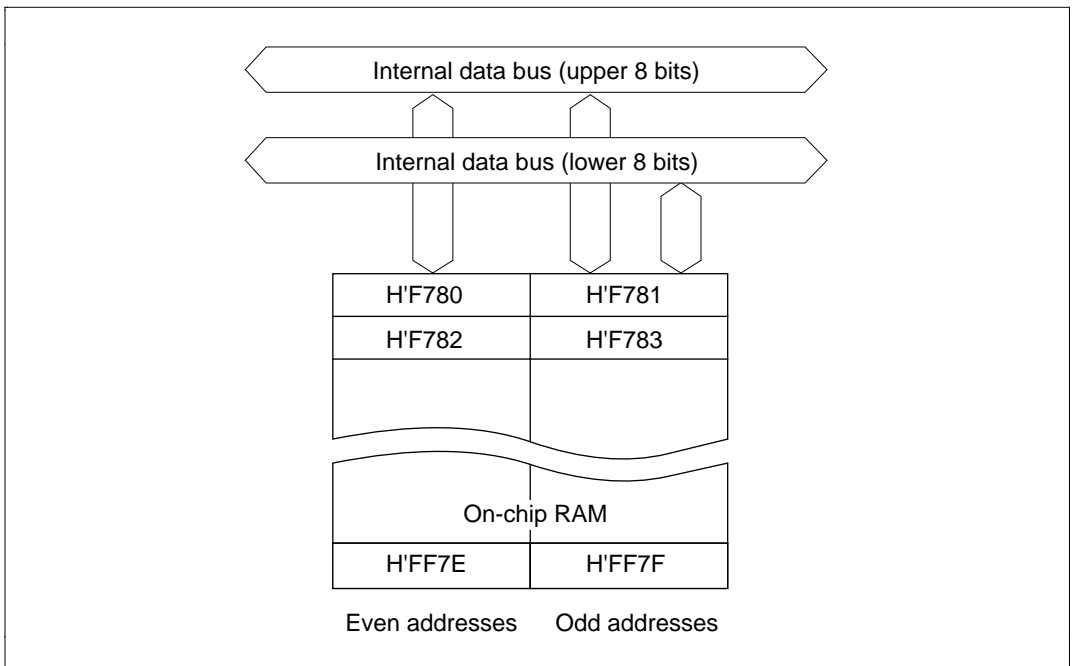 Internal data bus (upper 8 bits)
Internal data bus (lower 8 bits)
H'F780 H'F781
H'F782 H'F783
On-chip RAM
H'FF7E H'FF7F
Even addresses Odd addresses